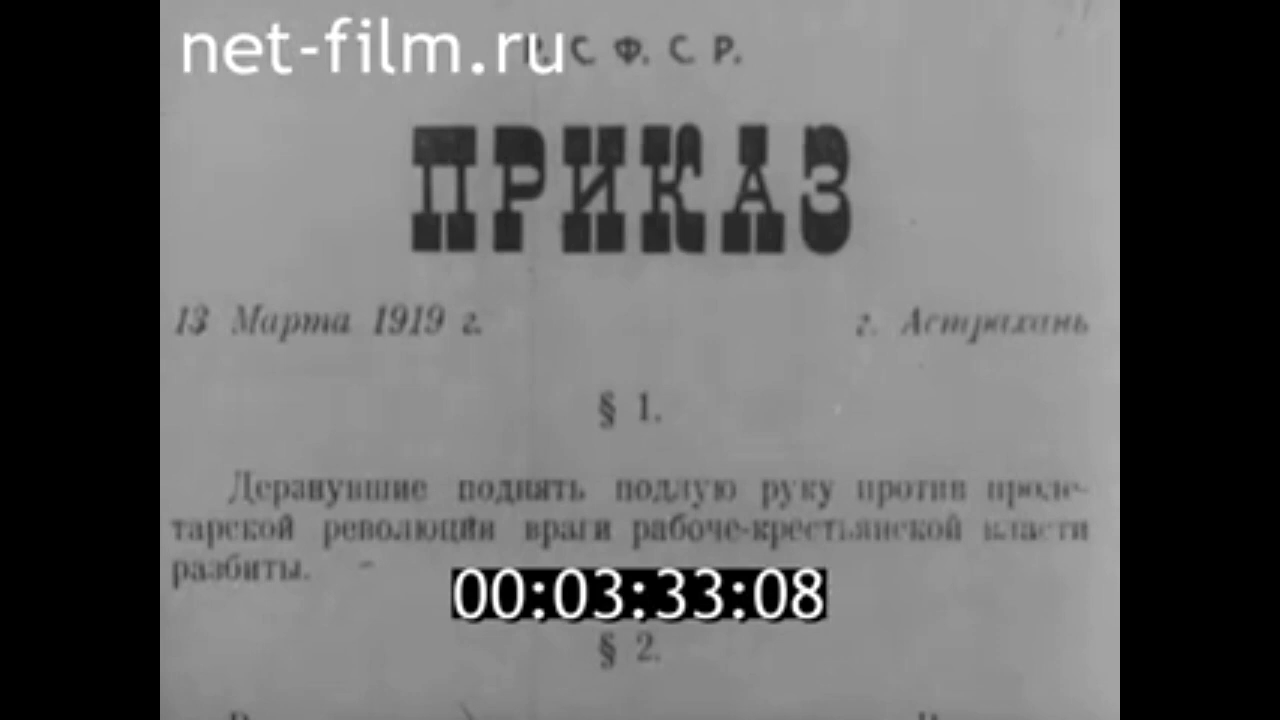 net-film.ru
Р. С. Ф. С. Р.
ПРИКАЗ
13 Марта 1919 г. г. Астрахань
§ 1.
Дерзнувшие поднять подлую руку против проле-
тарской революции враги рабоче-крестьянской власти
разбиты.
00:03:33:08
§ 2.